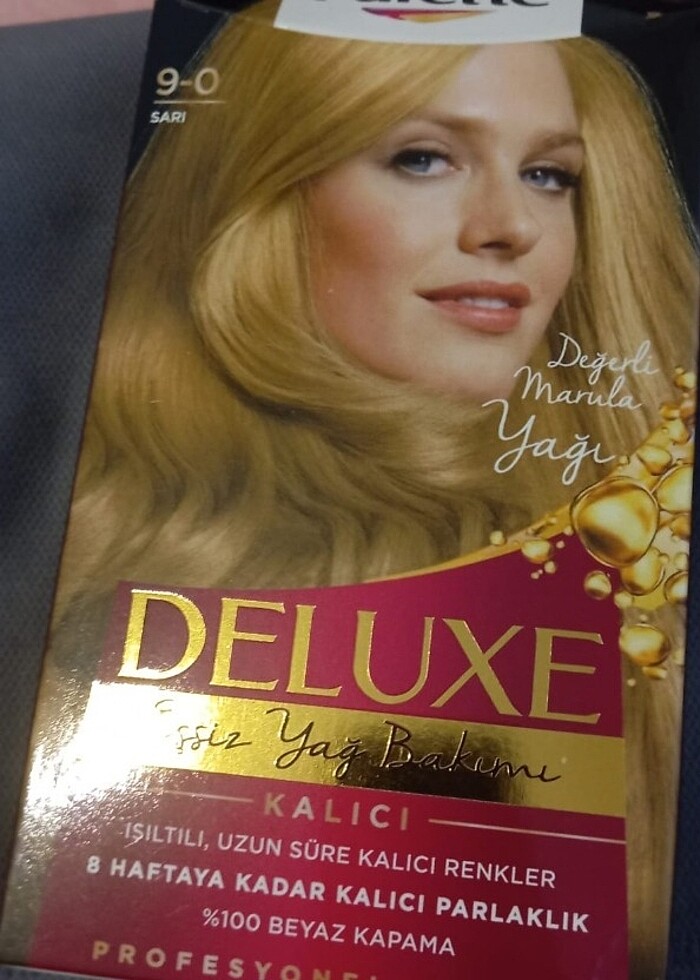 9-0
SARI
Değerli
Marula
Yağı
DELUXE
Yağ Bakımı
KALICI
IŞILTILI, UZUN SÜRE KALICI RENKLER
8 HAFTAYA KADAR KALICI PARLAKLIK
%100 BEYAZ KAPAMA